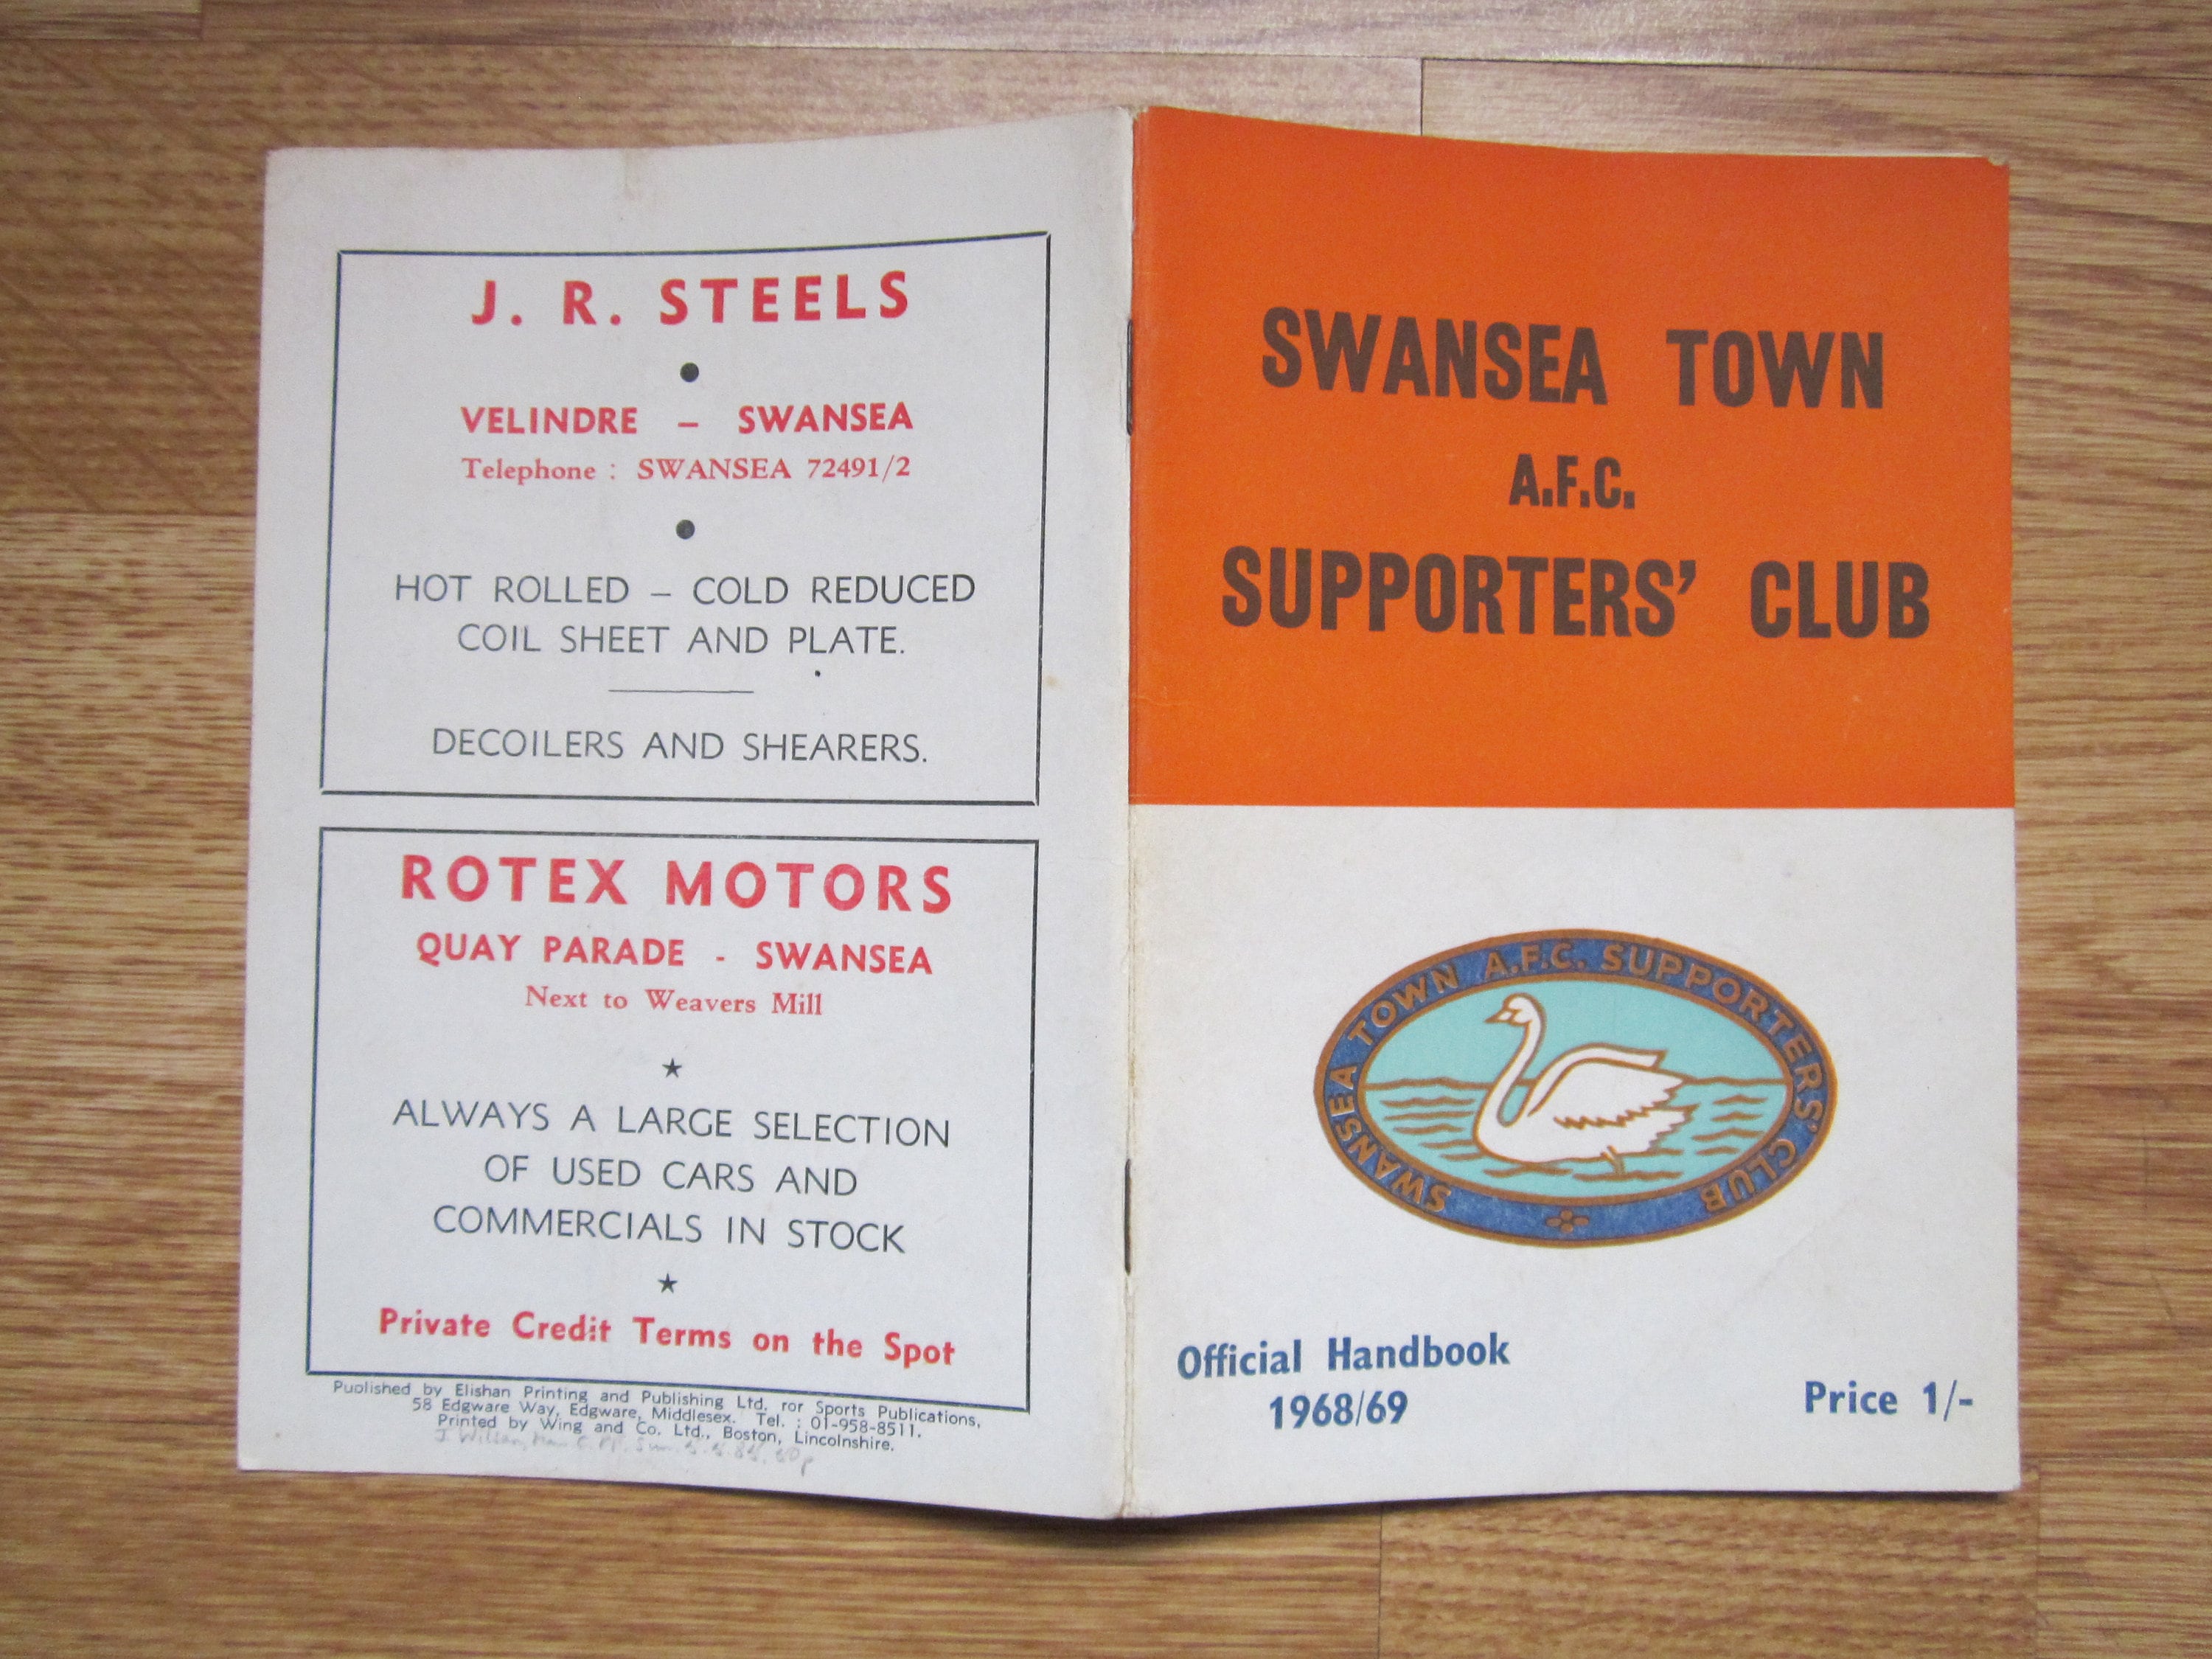 J. R. STEELS
VELINDRE – SWANSEA
Telephone : SWANSEA 72491/2
HOT ROLLED – COLD REDUCED
COIL SHEET AND PLATE.
DECOILERS AND SHEARERS.
ROTEX MOTORS
QUAY PARADE - SWANSEA
Next to Weavers Mill
ALWAYS A LARGE SELECTION
OF USED CARS AND
COMMERCIALS IN STOCK
Private Credit Terms on the Spot
Puolished by Elishan Printing and Publishing Ltd. ror Sports Publications,
58 Edgware Way, Edgware, Middlesex. Tel. : 01-958-8511.
Printed by Wing and Co. Ltd., Boston, Lincolnshire.
SWANSEA TOWN
A.F.C.
SUPPORTERS' CLUB
SWANSEA TOWN A.F.C. SUPPORTERS' CLUB
Official Handbook
1968/69
Price 1/-